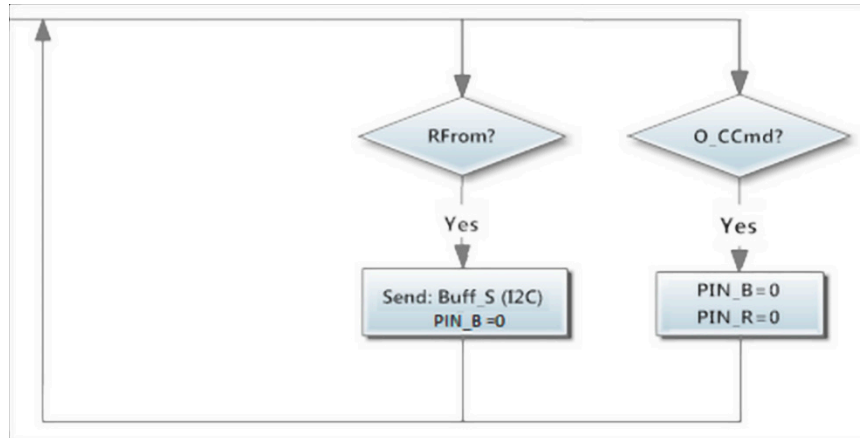 RFrom?
O_CCmd?
Yes
Yes
Send: Buff_S (I2C)
PIN_B =0
PIN_B=0
PIN_R=0